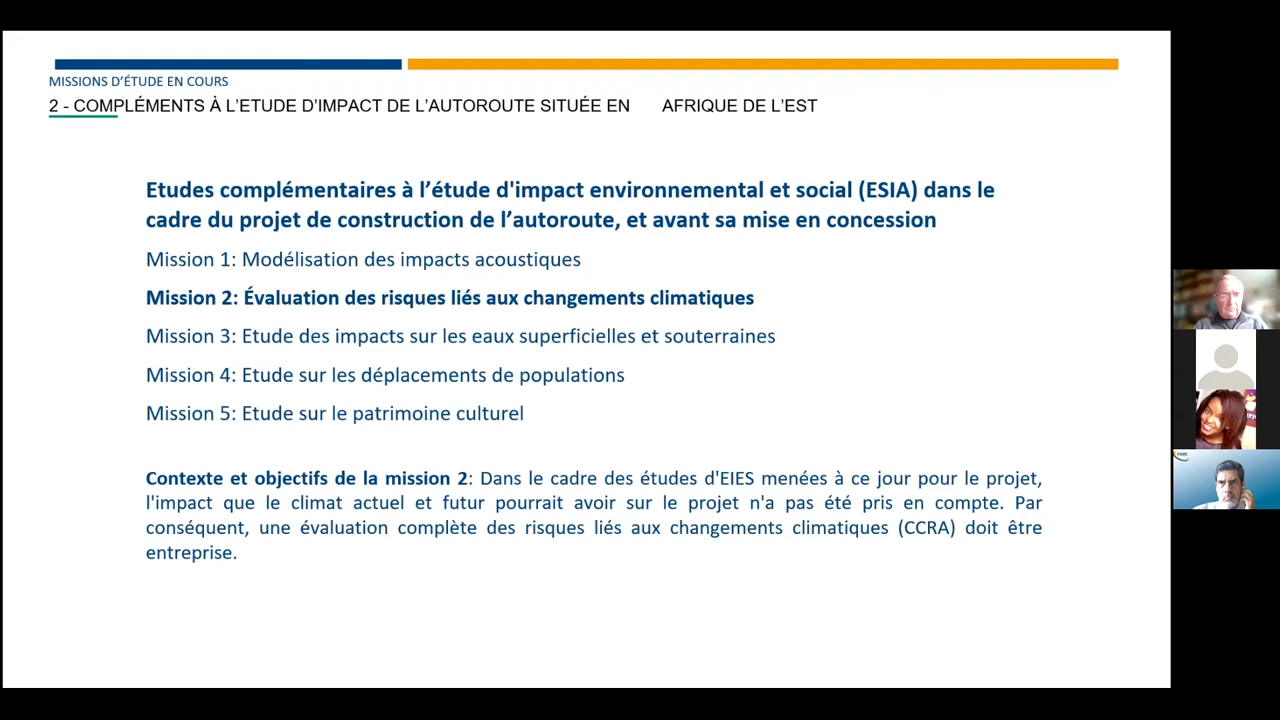 MISSIONS D'ÉTUDE EN COURS
2 - COMPLÉMENTS À L'ETUDE D'IMPACT DE L'AUTOROUTE SITUÉE EN AFRIQUE DE L'EST
Etudes complémentaires à l'étude d'impact environnemental et social (ESIA) dans le
cadre du projet de construction de l'autoroute, et avant sa mise en concession
Mission 1: Modélisation des impacts acoustiques
Mission 2: Évaluation des risques liés aux changements climatiques
Mission 3: Etude des impacts sur les eaux superficielles et souterraines
Mission 4: Etude sur les déplacements de populations
Mission 5: Etude sur le patrimoine culturel
Contexte et objectifs de la mission 2: Dans le cadre des études d'EIES menées à ce jour pour le projet,
l'impact que le climat actuel et futur pourrait avoir sur le projet n'a pas été pris en compte. Par
conséquent, une évaluation complète des risques liés aux changements climatiques (CCRA) doit être
entreprise.